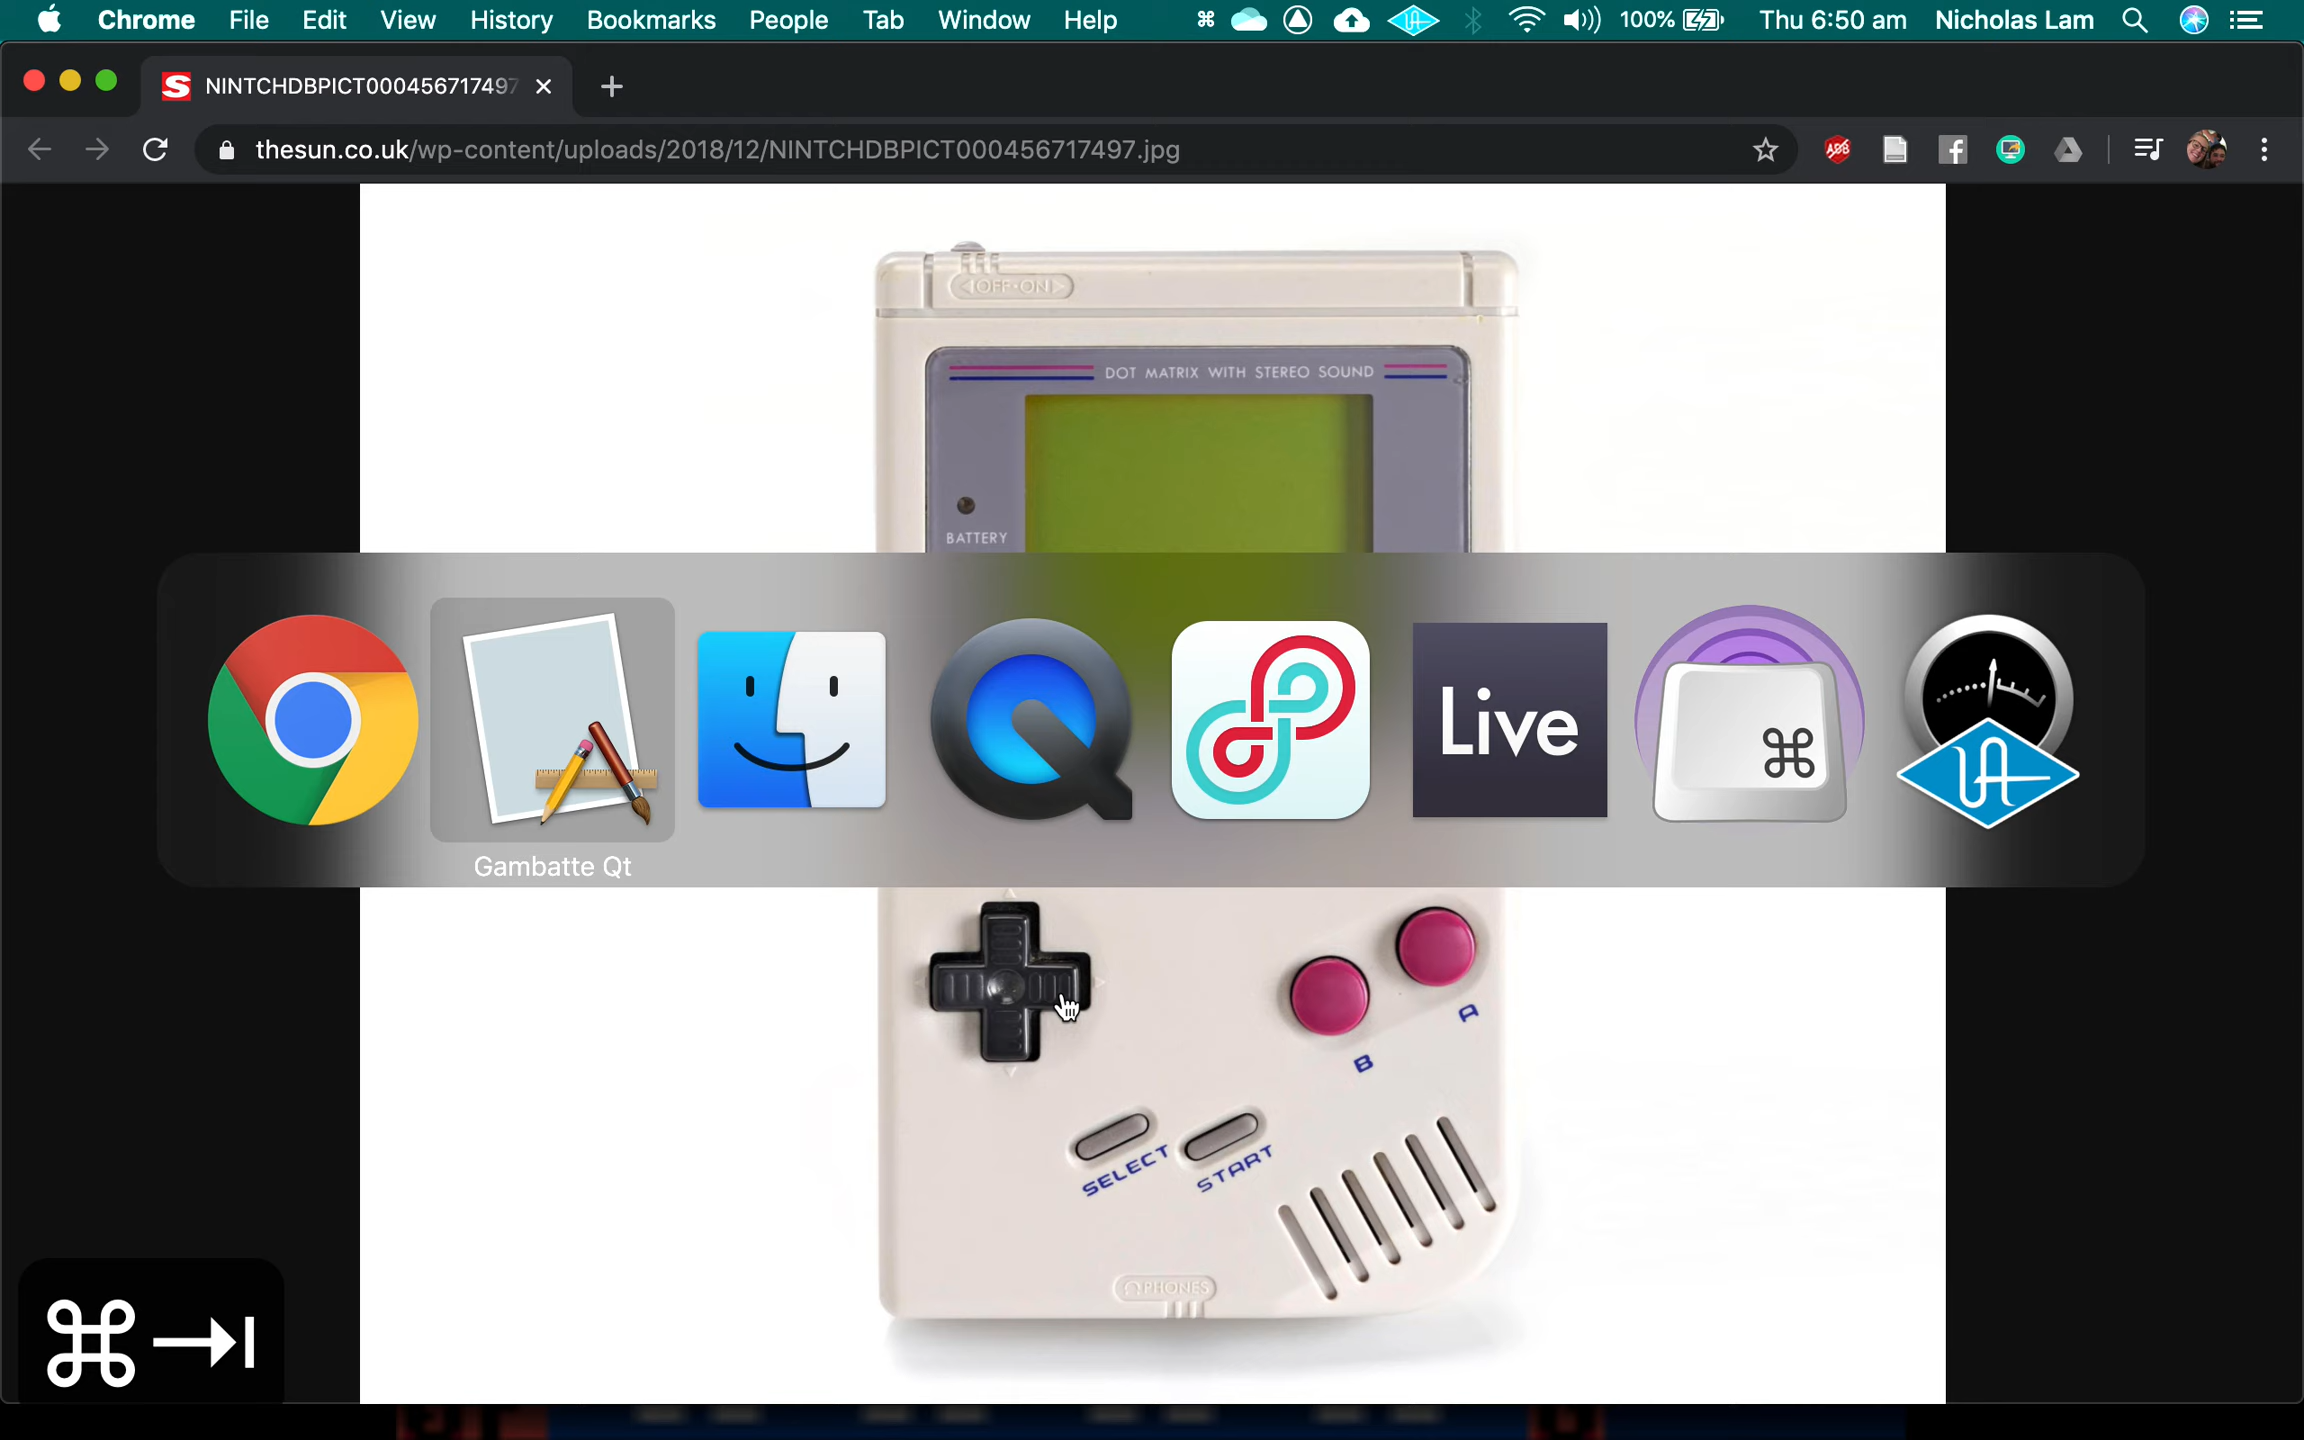 Chrome File Edit View History Bookmarks People Tab Window Help 100% Thu 6:50 am Nicholas Lam
NINTCHDBPICT000456717497
thesun.co.uk/wp-content/uploads/2018/12/NINTCHDBPICT000456717497.jpg
ABP
OFF•ON
DOT MATRIX WITH STEREO SOUND
BATTERY
Live
Gambatte Qt
A
B
SELECT
START
PHONES